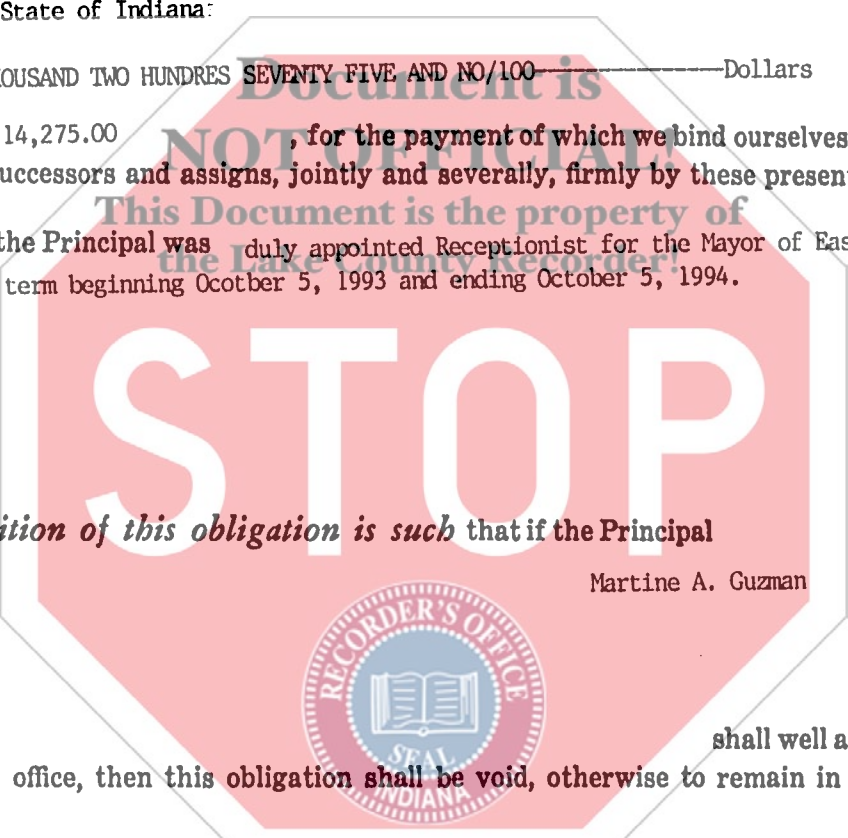 State of Indiana:
OUSAND TWO HUNDRES SEVENTY FIVE AND NO/100--------------------Dollars
Document is
14,275.00 , for the payment of which we bind ourselves
NOT OFFICIAL!
uccessors and assigns, jointly and severally, firmly by these presen
This Document is the property of
the Principal was duly appointed Receptionist for the Mayor of Eas
the Lake County Recorder!
term beginning Ocotber 5, 1993 and ending October 5, 1994.
STOP
ition of this obligation is such that if the Principal
Martine A. Guzman
RECORDER'S OFFICE
SEAL
INDIANA
shall well a
office, then this obligation shall be void, otherwise to remain in